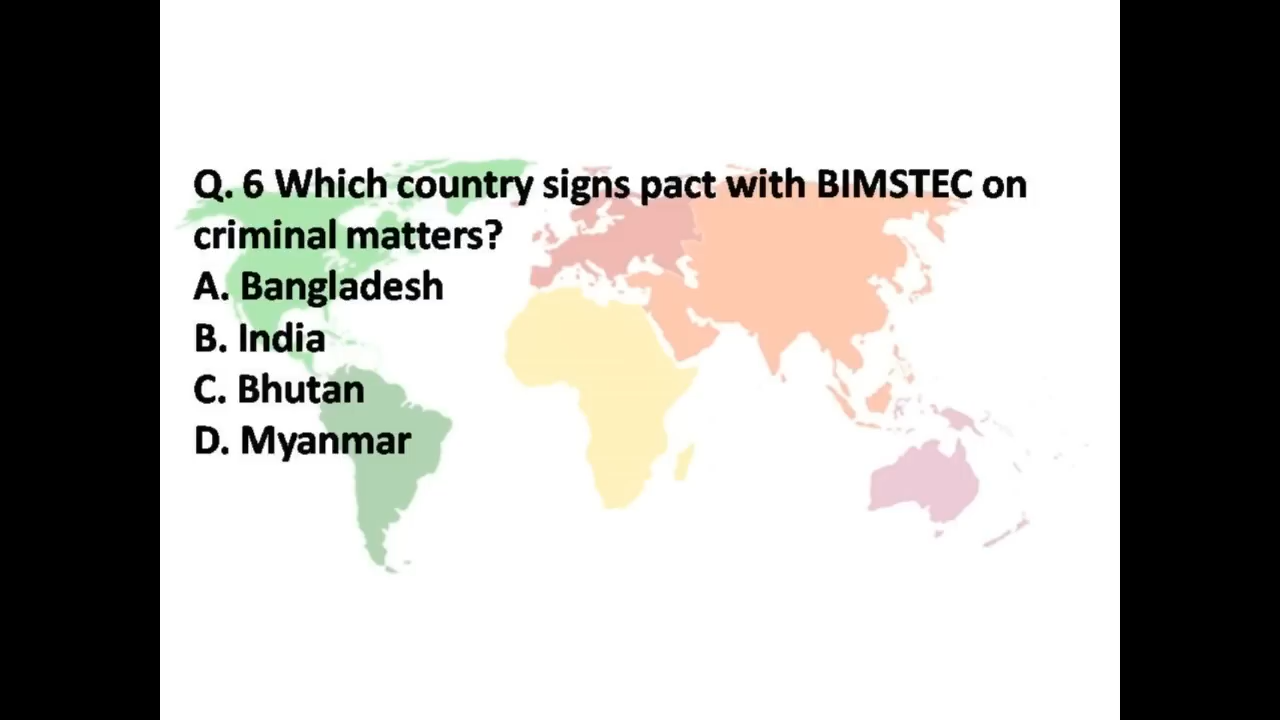 Q. 6 Which country signs pact with BIMSTEC on
criminal matters?
A. Bangladesh
B. India
C. Bhutan
D. Myanmar